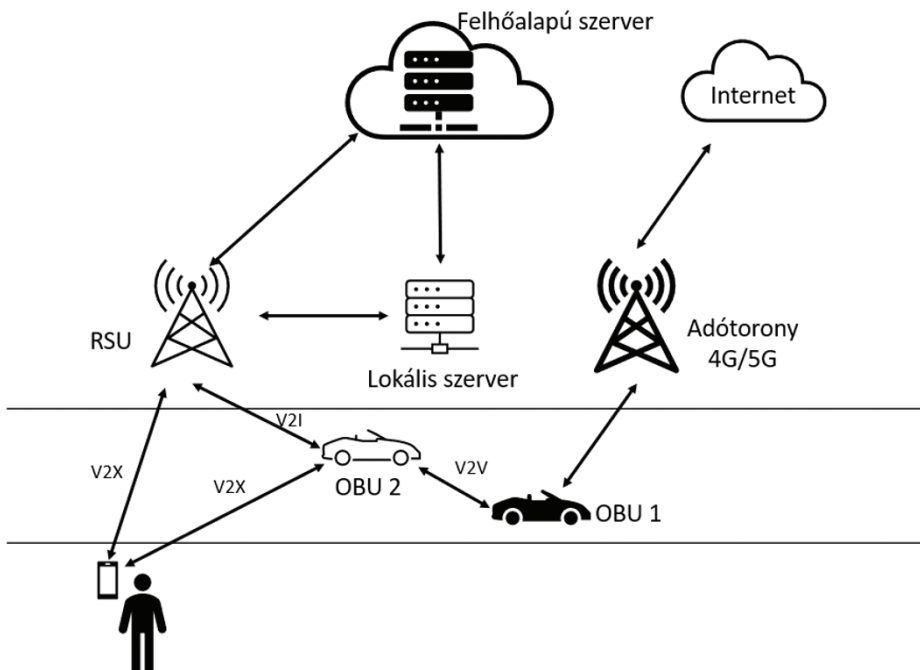 Felhőalapú szerver
Internet
RSU
Lokális szerver
Adótorony
4G/5G
V2I
V2X
V2X
V2V
OBU 2
OBU 1